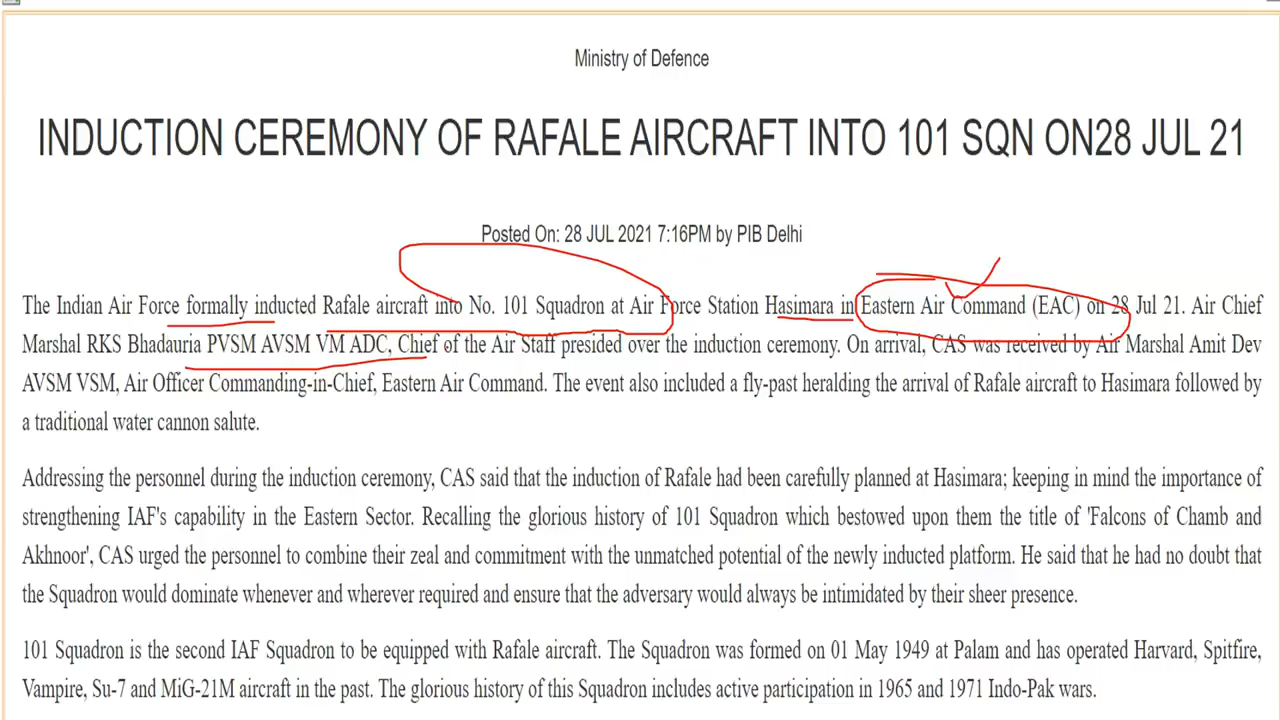 Ministry of Defence
INDUCTION CEREMONY OF RAFALE AIRCRAFT INTO 101 SQN ON28 JUL 21
Posted On: 28 JUL 2021 7:16PM by PIB Delhi
The Indian Air Force formally inducted Rafale aircraft into No. 101 Squadron at Air Force Station Hasimara in Eastern Air Command (EAC) on 28 Jul 21. Air Chief
Marshal RKS Bhadauria PVSM AVSM VM ADC, Chief of the Air Staff presided over the induction ceremony. On arrival, CAS was received by Air Marshal Amit Dev
AVSM VSM, Air Officer Commanding-in-Chief, Eastern Air Command. The event also included a fly-past heralding the arrival of Rafale aircraft to Hasimara followed by
a traditional water cannon salute.
Addressing the personnel during the induction ceremony, CAS said that the induction of Rafale had been carefully planned at Hasimara; keeping in mind the importance of
strengthening IAF's capability in the Eastern Sector. Recalling the glorious history of 101 Squadron which bestowed upon them the title of 'Falcons of Chamb and
Akhnoor', CAS urged the personnel to combine their zeal and commitment with the unmatched potential of the newly inducted platform. He said that he had no doubt that
the Squadron would dominate whenever and wherever required and ensure that the adversary would always be intimidated by their sheer presence.
101 Squadron is the second IAF Squadron to be equipped with Rafale aircraft. The Squadron was formed on 01 May 1949 at Palam and has operated Harvard, Spitfire,
Vampire, Su-7 and MiG-21M aircraft in the past. The glorious history of this Squadron includes active participation in 1965 and 1971 Indo-Pak wars.